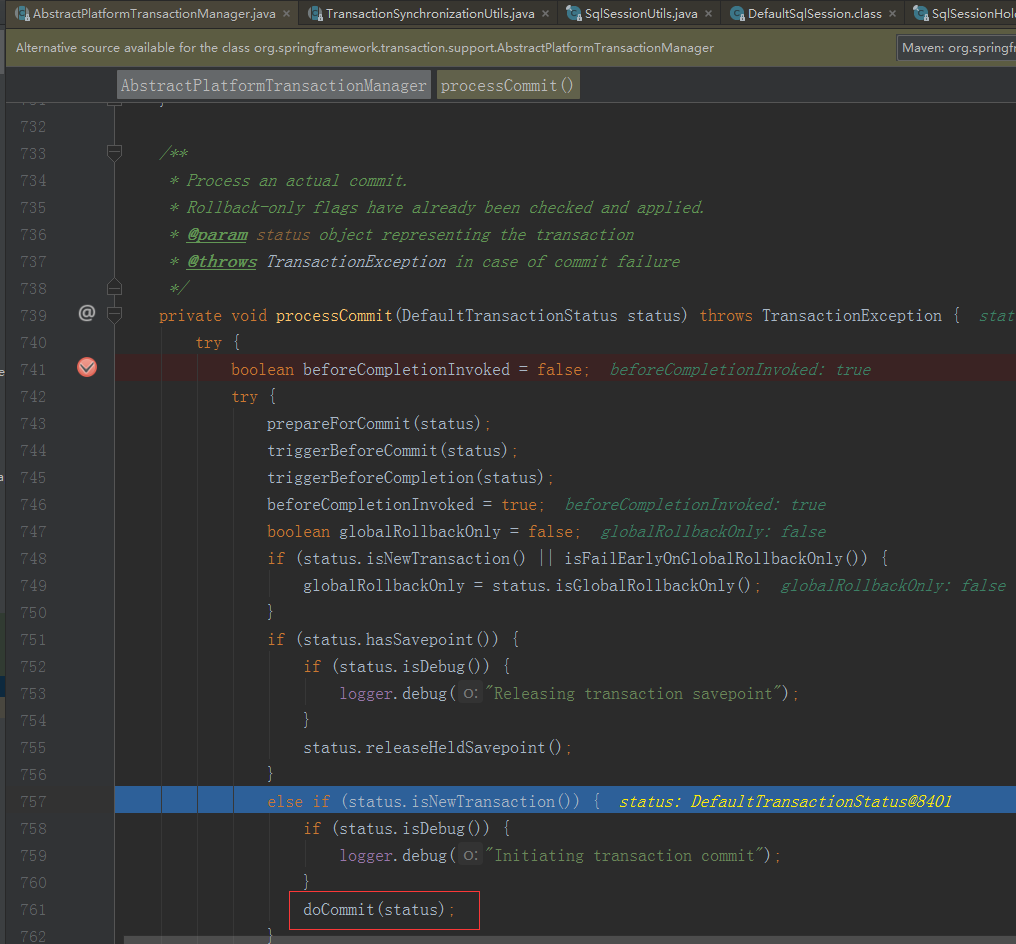 AbstractPlatformTransactionManager.java × TransactionSynchronizationUtils.java × SqlSessionUtils.java × DefaultSqlSession.class × SqlSessionHol
Alternative source available for the class org.springframework.transaction.support.AbstractPlatformTransactionManager Maven: org.springfr
AbstractPlatformTransactionManager processCommit()
731 }
732
733 /**
734 * Process an actual commit.
735 * Rollback-only flags have already been checked and applied.
736 * @param status object representing the transaction
737 * @throws TransactionException in case of commit failure
738 */
739 @ private void processCommit(DefaultTransactionStatus status) throws TransactionException { stat
740 try {
741 boolean beforeCompletionInvoked = false; beforeCompletionInvoked: true
742 try {
743 prepareForCommit(status);
744 triggerBeforeCommit(status);
745 triggerBeforeCompletion(status);
746 beforeCompletionInvoked = true; beforeCompletionInvoked: true
747 boolean globalRollbackOnly = false; globalRollbackOnly: false
748 if (status.isNewTransaction() || isFailEarlyOnGlobalRollbackOnly()) {
749 globalRollbackOnly = status.isGlobalRollbackOnly(); globalRollbackOnly: false
750 }
751 if (status.hasSavepoint()) {
752 if (status.isDebug()) {
753 logger.debug( o: "Releasing transaction savepoint");
754 }
755 status.releaseHeldSavepoint();
756 }
757 else if (status.isNewTransaction()) { status: DefaultTransactionStatus@8401
758 if (status.isDebug()) {
759 logger.debug( o: "Initiating transaction commit");
760 }
761 doCommit(status);
762 }